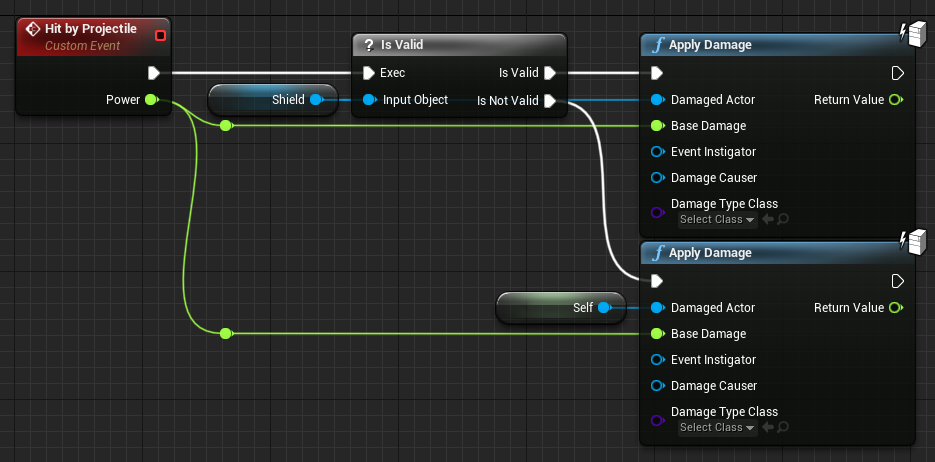 Hit by Projectile
Custom Event
Power
Shield
? Is Valid
Exec
Is Valid
Input Object
Is Not Valid
f Apply Damage
Damaged Actor
Return Value
Base Damage
Event Instigator
Damage Causer
Damage Type Class
Select Class
f Apply Damage
Self
Damaged Actor
Return Value
Base Damage
Event Instigator
Damage Causer
Damage Type Class
Select Class